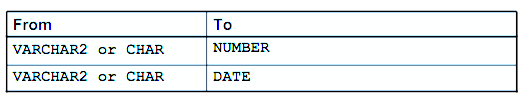 From To
VARCHAR2 or CHAR NUMBER
VARCHAR2 or CHAR DATE